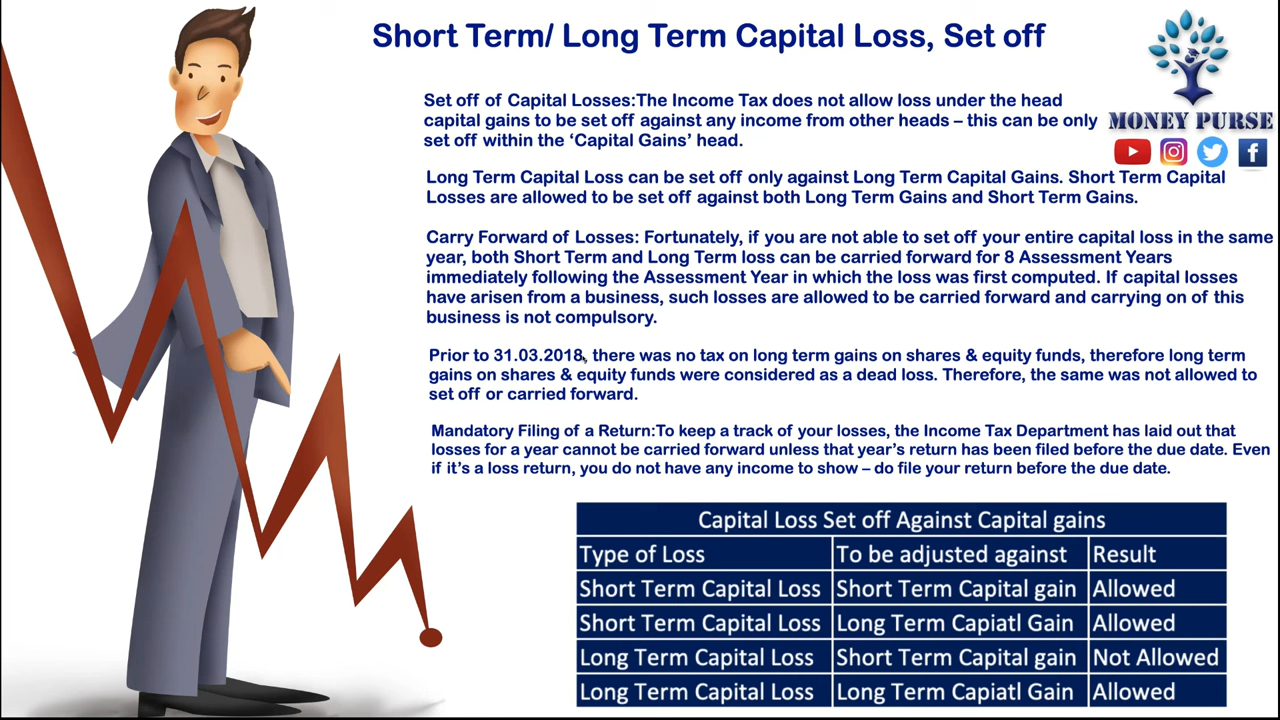 Short Term/ Long Term Capital Loss, Set off
MONEY PURSE
Set off of Capital Losses:The Income Tax does not allow loss under the head
capital gains to be set off against any income from other heads – this can be only
set off within the ‘Capital Gains’ head.
Long Term Capital Loss can be set off only against Long Term Capital Gains. Short Term Capital
Losses are allowed to be set off against both Long Term Gains and Short Term Gains.
Carry Forward of Losses: Fortunately, if you are not able to set off your entire capital loss in the same
year, both Short Term and Long Term loss can be carried forward for 8 Assessment Years
immediately following the Assessment Year in which the loss was first computed. If capital losses
have arisen from a business, such losses are allowed to be carried forward and carrying on of this
business is not compulsory.
Prior to 31.03.2018, there was no tax on long term gains on shares & equity funds, therefore long term
gains on shares & equity funds were considered as a dead loss. Therefore, the same was not allowed to
set off or carried forward.
Mandatory Filing of a Return:To keep a track of your losses, the Income Tax Department has laid out that
losses for a year cannot be carried forward unless that year’s return has been filed before the due date. Even
if it’s a loss return, you do not have any income to show – do file your return before the due date.
Capital Loss Set off Against Capital gains
Type of Loss To be adjusted against Result
Short Term Capital Loss Short Term Capital gain Allowed
Short Term Capital Loss Long Term Capiatl Gain Allowed
Long Term Capital Loss Short Term Capital gain Not Allowed
Long Term Capital Loss Long Term Capiatl Gain Allowed